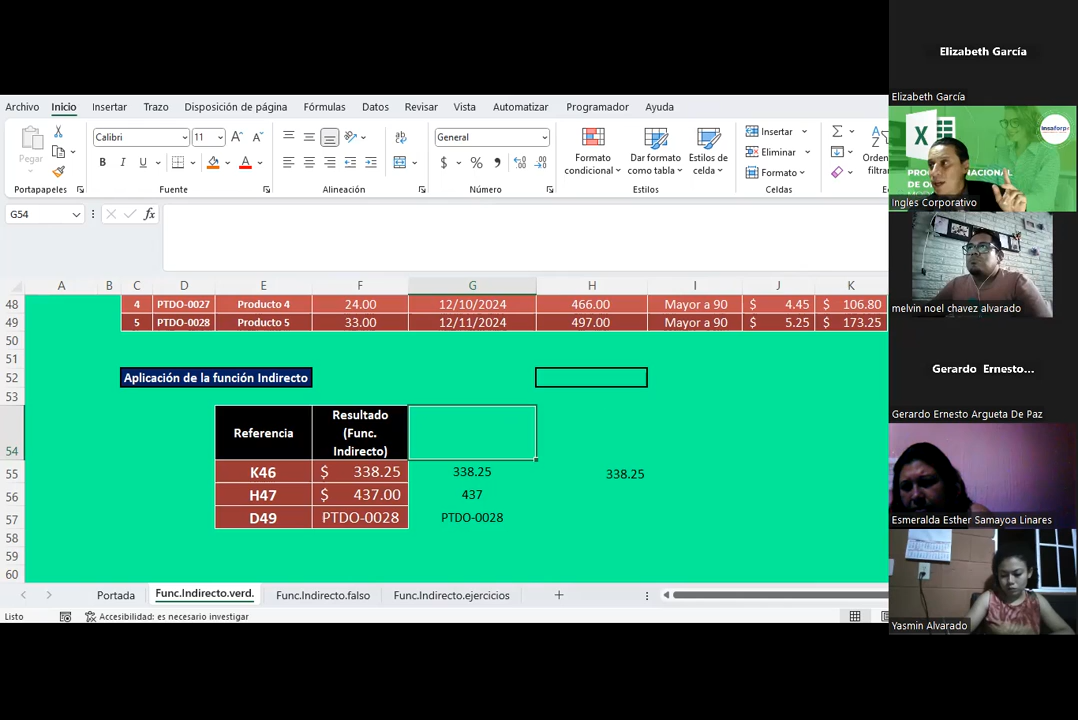 Archivo Inicio Insertar Trazo Disposición de página Fórmulas Datos Revisar Vista Automatizar Programador Ayuda
Pegar
Calibri 11
General
Formato condicional
Dar formato como tabla
Estilos de celda
Insertar
Eliminar
Formato
Orden
filtrar
Portapapeles Fuente Alineación Número Estilos Celdas
G54
fx
A B C D E F G H I J K
48 4 PTDO-0027 Producto 4 24.00 12/10/2024 466.00 Mayor a 90 $ 4.45 $ 106.80
49 5 PTDO-0028 Producto 5 33.00 12/11/2024 497.00 Mayor a 90 $ 5.25 $ 173.25
50
51
52 Aplicación de la función Indirecto
53
54 Referencia Resultado (Func. Indirecto)
55 K46 $ 338.25 338.25 338.25
56 H47 $ 437.00 437
57 D49 PTDO-0028 PTDO-0028
58
59
60
Portada Func.Indirecto.verd. Func.Indirecto.falso Func.Indirecto.ejercicios
Listo Accesibilidad: es necesario investigar
Elizabeth García
Elizabeth García
insaforp
NACIONAL
DE O
Ingles Corporativo
melvin noel chavez alvarado
Gerardo Ernesto...
Gerardo Ernesto Argueta De Paz
Esmeralda Esther Samayoa Linares
Yasmin Alvarado